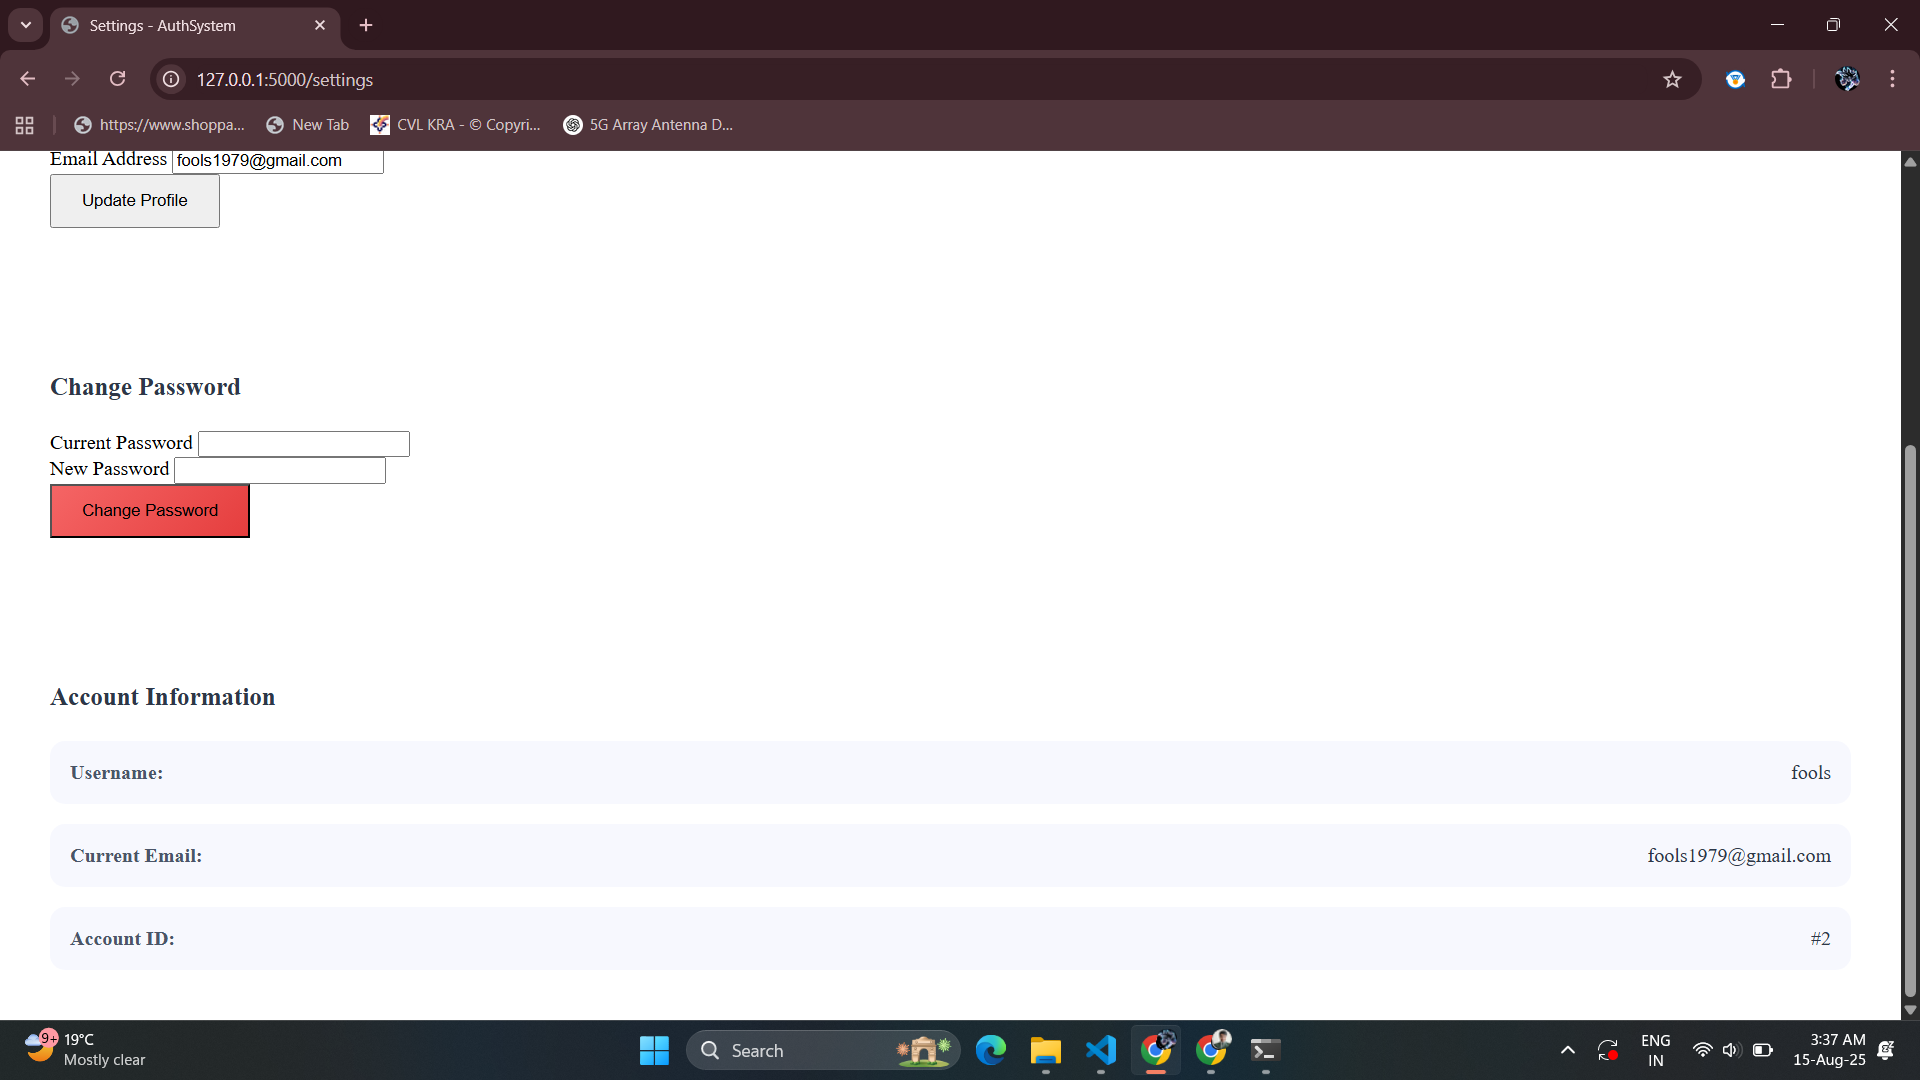 Settings - AuthSystem
127.0.0.1:5000/settings
https://www.shoppa...
New Tab
CVL KRA - © Copyri...
5G Array Antenna D...
Email Address fools1979@gmail.com
Update Profile
Change Password
Current Password
New Password
Change Password
Account Information
Username: fools
Current Email: fools1979@gmail.com
Account ID: #2
9+
19°C
Mostly clear
Search
ENG
IN
3:37 AM
15-Aug-25